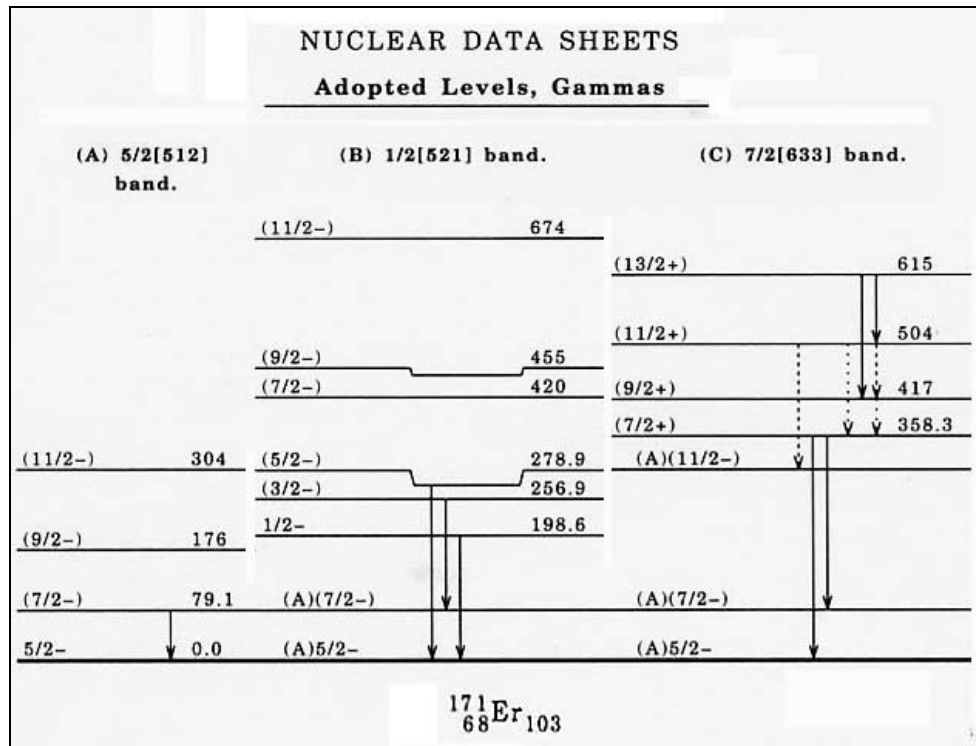 NUCLEAR DATA SHEETS
Adopted Levels, Gammas
(A) 5/2[512]
band.
(B) 1/2[521] band.
(C) 7/2[633] band.
(11/2-) 304
(9/2-) 176
(7/2-) 79.1
5/2- 0.0
(11/2-) 674
(9/2-) 455
(7/2-) 420
(5/2-) 278.9
(3/2-) 256.9
1/2- 198.6
(A)(7/2-)
(A)5/2-
(13/2+) 615
(11/2+) 504
(9/2+) 417
(7/2+) 358.3
(A)(11/2-)
(A)(7/2-)
(A)5/2-
171
68Er103